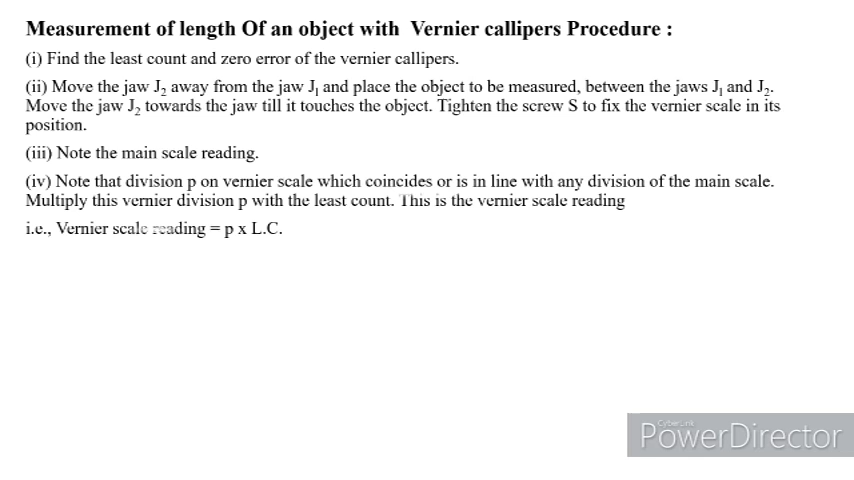 Measurement of length Of an object with Vernier callipers Procedure :
(i) Find the least count and zero error of the vernier callipers.
(ii) Move the jaw J₂ away from the jaw J₁ and place the object to be measured, between the jaws J₁ and J₂.
Move the jaw J₂ towards the jaw till it touches the object. Tighten the screw S to fix the vernier scale in its
position.
(iii) Note the main scale reading.
(iv) Note that division p on vernier scale which coincides or is in line with any division of the main scale.
Multiply this vernier division p with the least count. This is the vernier scale reading
i.e., Vernier scale reading = p x L.C.
CyberLink
PowerDirector